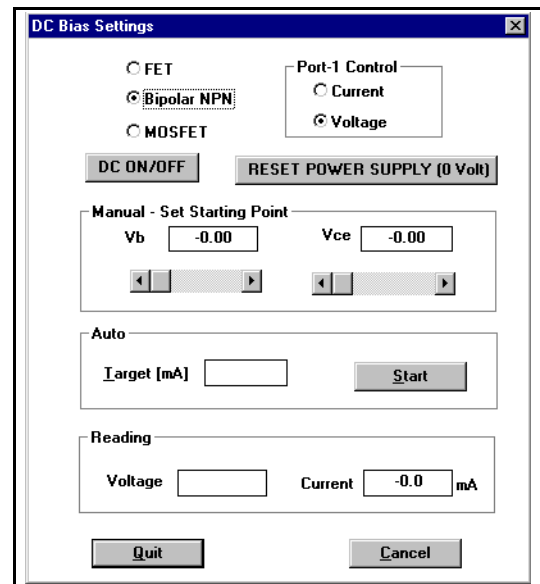 DC Bias Settings
FET
Bipolar NPN
MOSFET
Port-1 Control
Current
Voltage
DC ON/OFF
RESET POWER SUPPLY (0 Volt)
Manual - Set Starting Point
Vb -0.00 Vce -0.00
Auto
Target [mA] Start
Reading
Voltage Current -0.0 mA
Quit Cancel